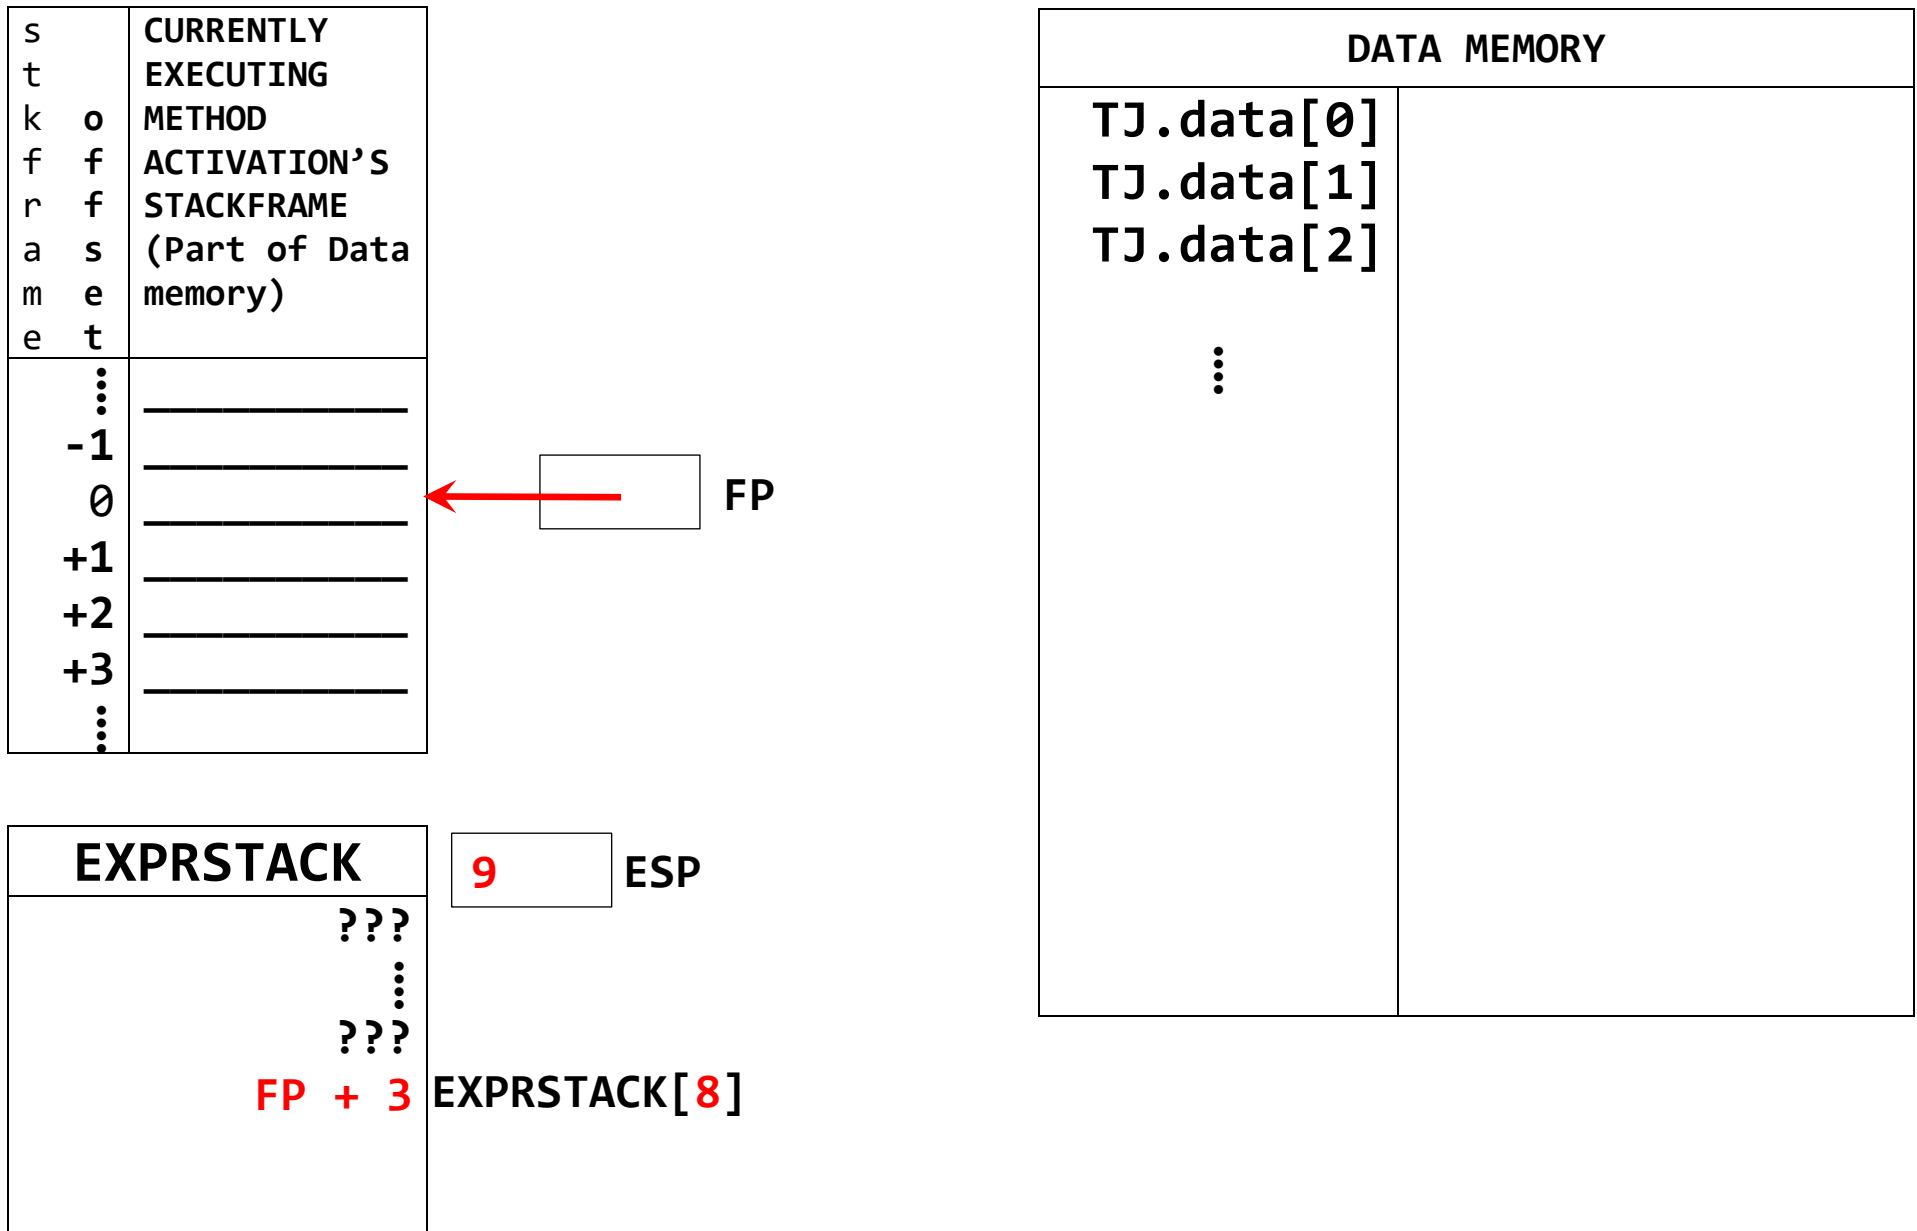 s
t
k
f
r
a
m
e
o
f
f
s
e
t
CURRENTLY
EXECUTING
METHOD
ACTIVATION’S
STACKFRAME
(Part of Data
memory)
-1
0
+1
+2
+3
FP
DATA MEMORY
TJ.data[0]
TJ.data[1]
TJ.data[2]
EXPRSTACK
9 ESP
???
???
FP + 3 EXPRSTACK[8]